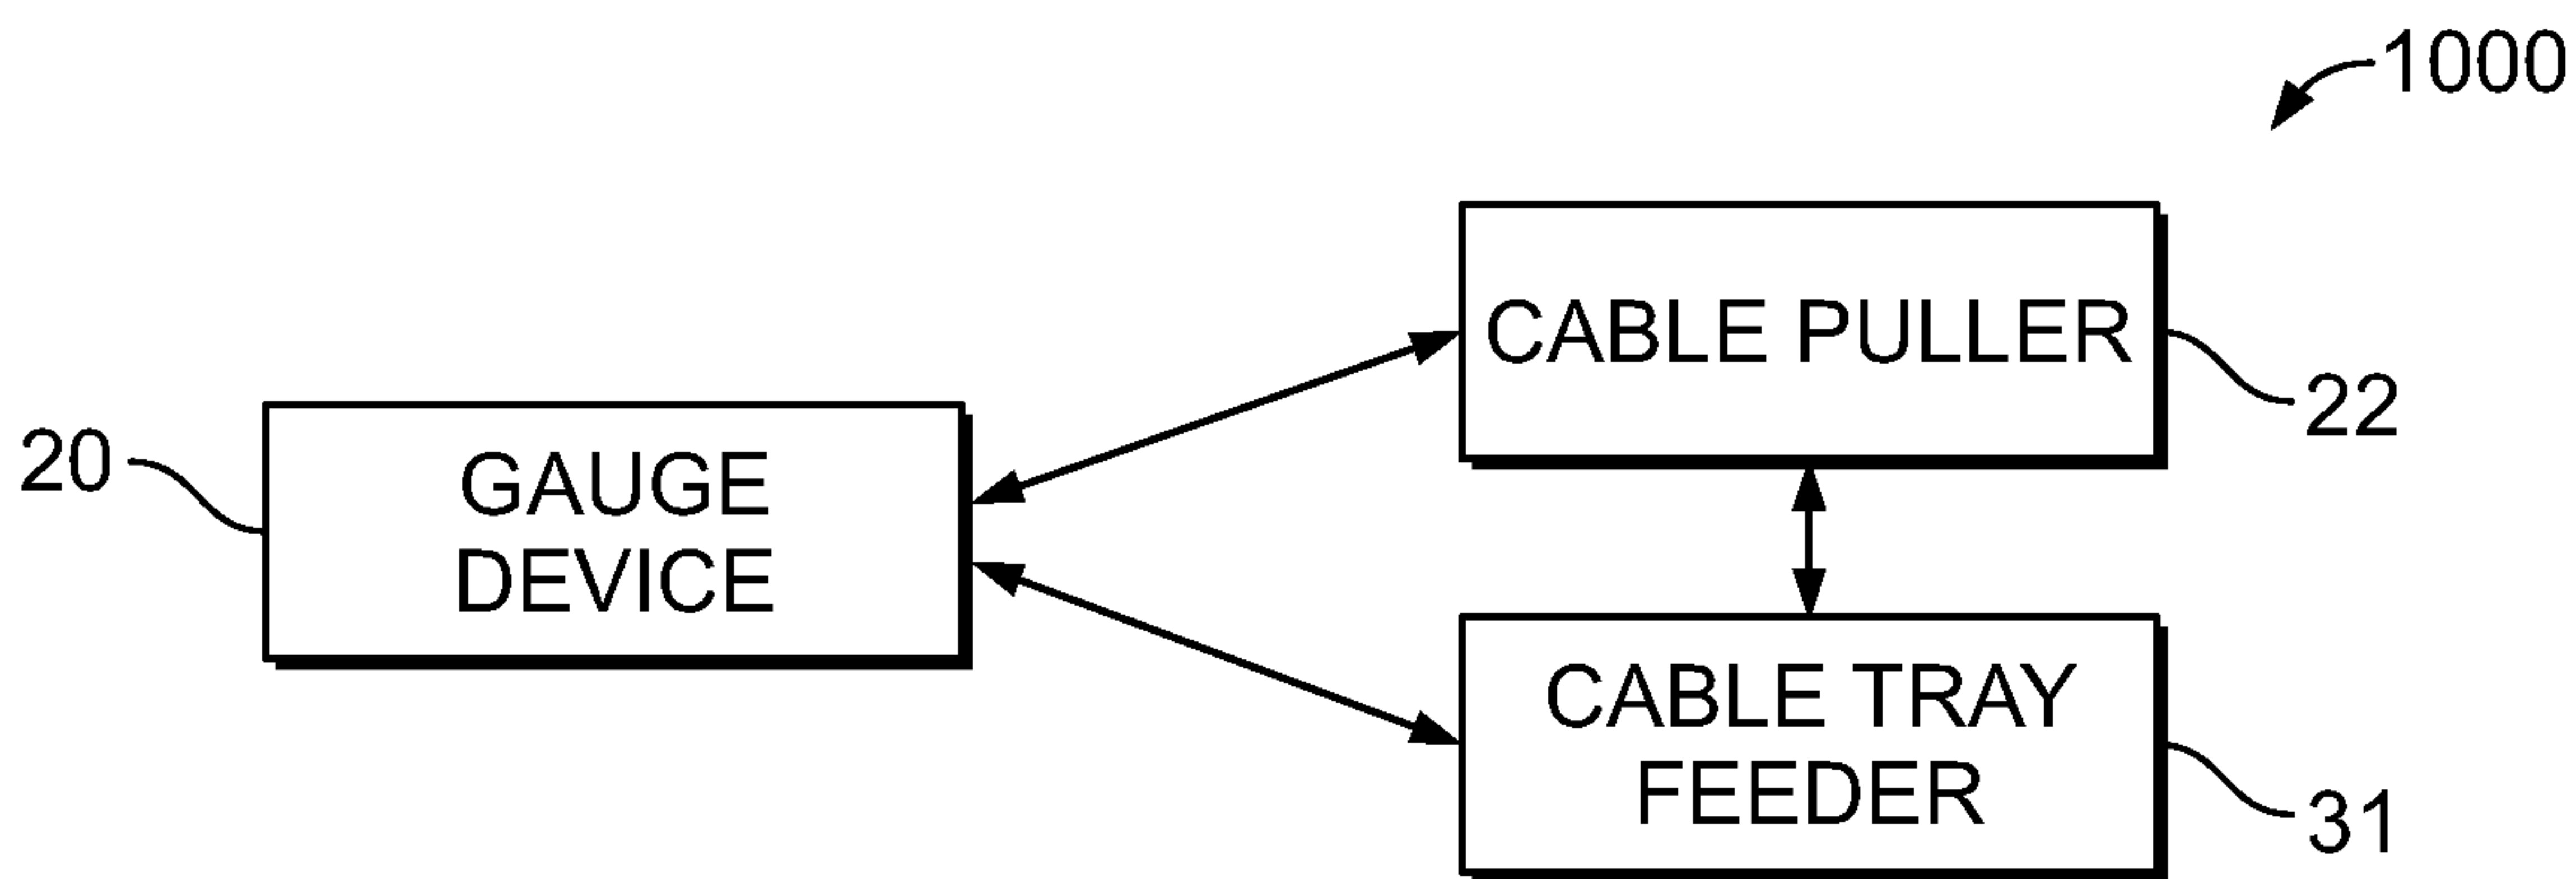 1000
CABLE PULLER
22
20
GAUGE
DEVICE
CABLE TRAY
FEEDER
31